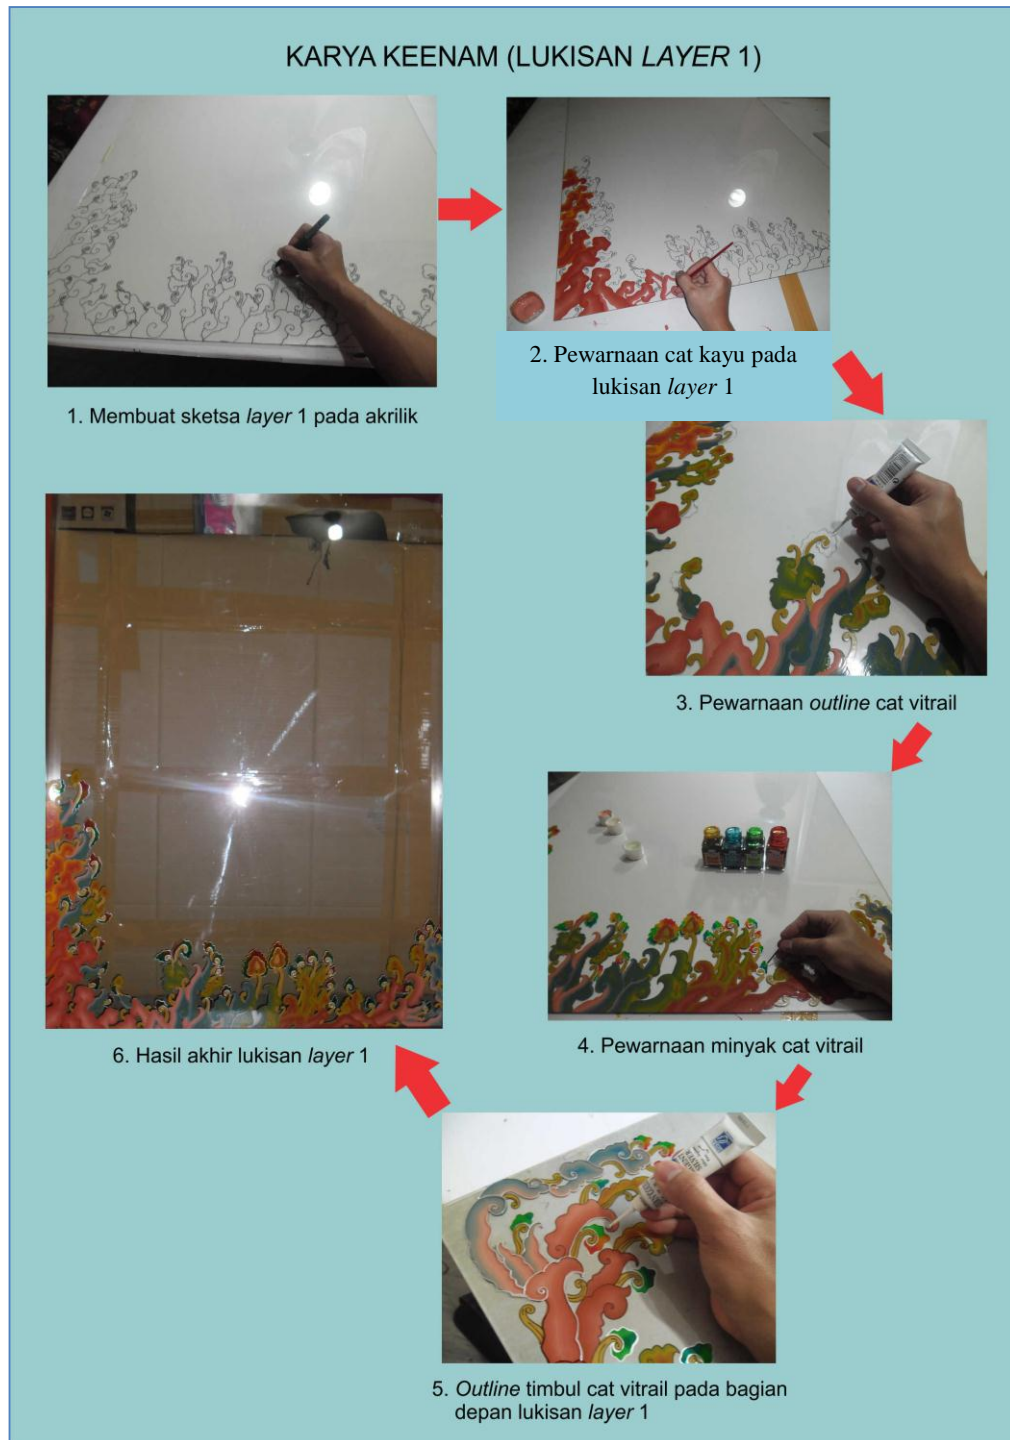 KARYA KEENAM (LUKISAN LAYER 1)
1. Membuat sketsa layer 1 pada akrilik
2. Pewarnaan cat kayu pada
lukisan layer 1
3. Pewarnaan outline cat vitrail
4. Pewarnaan minyak cat vitrail
5. Outline timbul cat vitrail pada bagian
depan lukisan layer 1
6. Hasil akhir lukisan layer 1